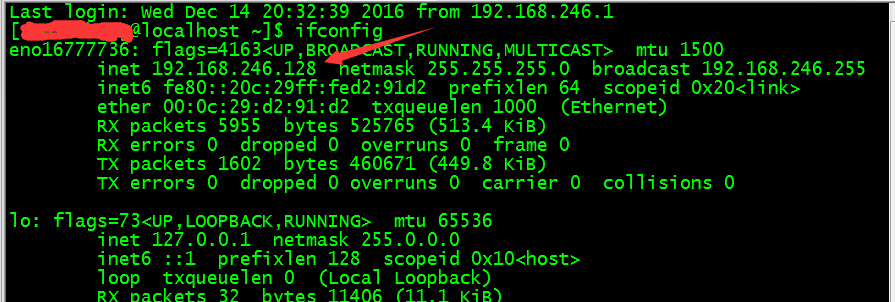 Last login: Wed Dec 14 20:32:39 2016 from 192.168.246.1
[@localhost ~]$ ifconfig
eno16777736: flags=4163<UP,BROADCAST,RUNNING,MULTICAST>  mtu 1500
        inet 192.168.246.128  netmask 255.255.255.0  broadcast 192.168.246.255
        inet6 fe80::20c:29ff:fed2:91d2  prefixlen 64  scopeid 0x20<link>
        ether 00:0c:29:d2:91:d2  txqueuelen 1000  (Ethernet)
        RX packets 5955  bytes 525765 (513.4 KiB)
        RX errors 0  dropped 0  overruns 0  frame 0
        TX packets 1602  bytes 460671 (449.8 KiB)
        TX errors 0  dropped 0 overruns 0  carrier 0  collisions 0
lo: flags=73<UP,LOOPBACK,RUNNING>  mtu 65536
        inet 127.0.0.1  netmask 255.0.0.0
        inet6 ::1  prefixlen 128  scopeid 0x10<host>
        loop  txqueuelen 0  (Local Loopback)
        RX packets 32  bytes 11406 (11.1 KiB)